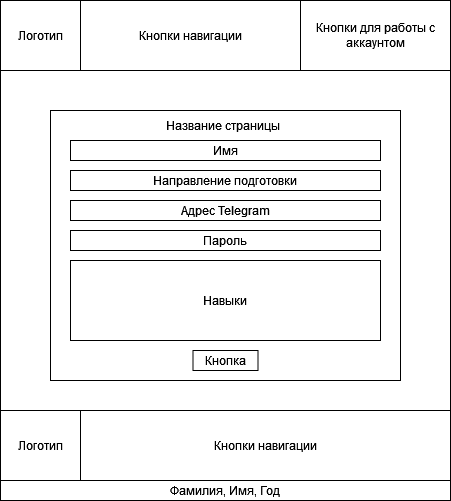 Логотип
Кнопки навигации
Кнопки для работы с
аккаунтом
Название страницы
Имя
Направление подготовки
Адрес Telegram
Пароль
Навыки
Кнопка
Логотип
Кнопки навигации
Фамилия, Имя, Год